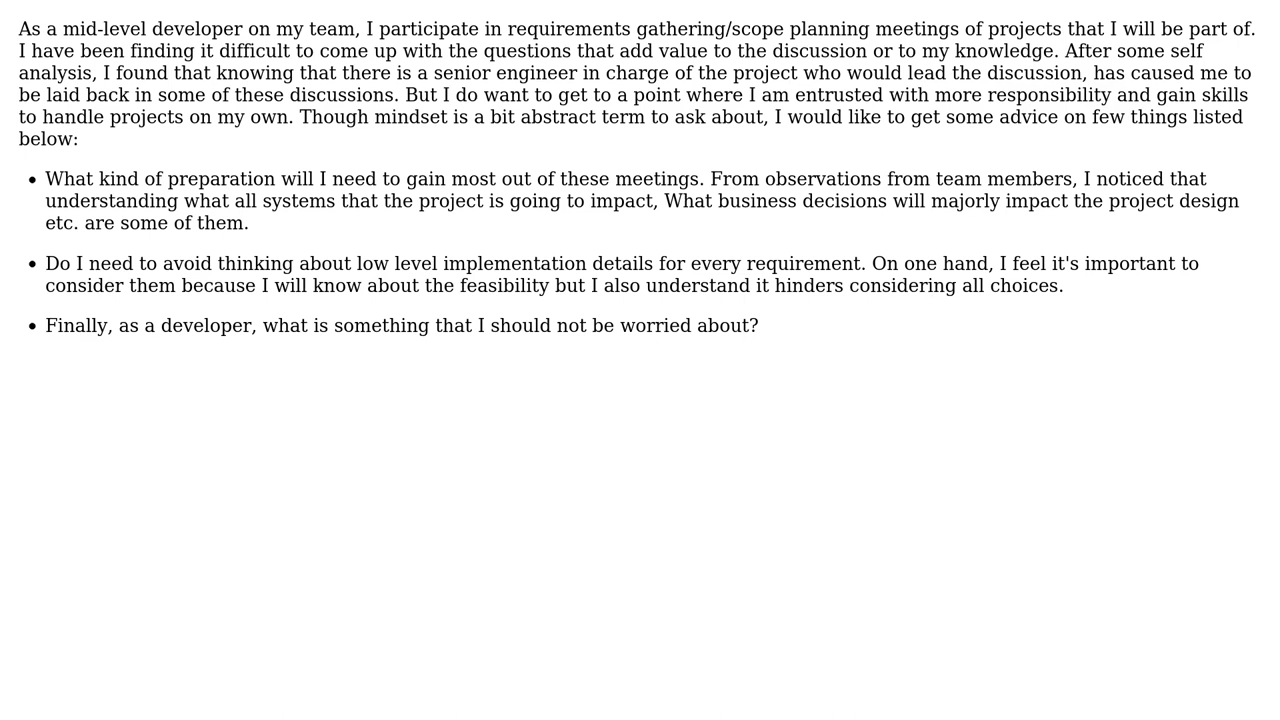 As a mid-level developer on my team, I participate in requirements gathering/scope planning meetings of projects that I will be part of.
I have been finding it difficult to come up with the questions that add value to the discussion or to my knowledge. After some self
analysis, I found that knowing that there is a senior engineer in charge of the project who would lead the discussion, has caused me to
be laid back in some of these discussions. But I do want to get to a point where I am entrusted with more responsibility and gain skills
to handle projects on my own. Though mindset is a bit abstract term to ask about, I would like to get some advice on few things listed
below:
• What kind of preparation will I need to gain most out of these meetings. From observations from team members, I noticed that
understanding what all systems that the project is going to impact, What business decisions will majorly impact the project design
etc. are some of them.
• Do I need to avoid thinking about low level implementation details for every requirement. On one hand, I feel it's important to
consider them because I will know about the feasibility but I also understand it hinders considering all choices.
• Finally, as a developer, what is something that I should not be worried about?